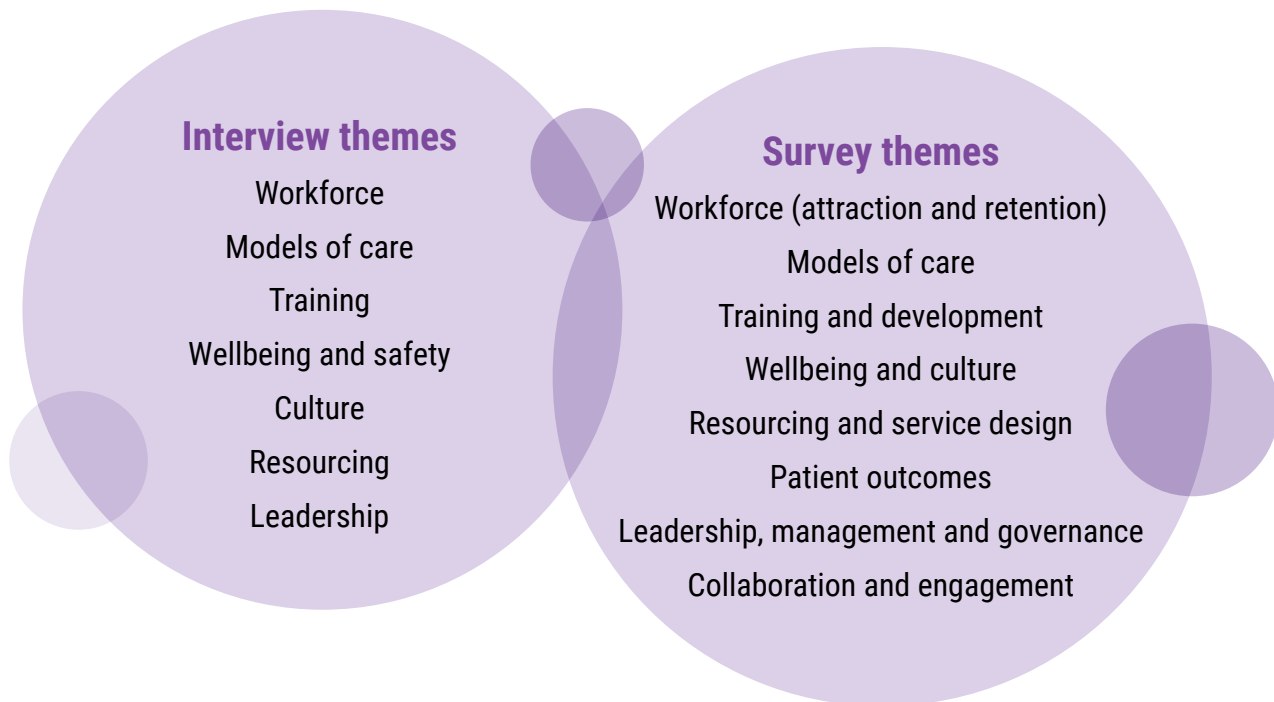 Interview themes
Workforce
Models of care
Training
Wellbeing and safety
Culture
Resourcing
Leadership
Survey themes
Workforce (attraction and retention)
Models of care
Training and development
Wellbeing and culture
Resourcing and service design
Patient outcomes
Leadership, management and governance
Collaboration and engagement